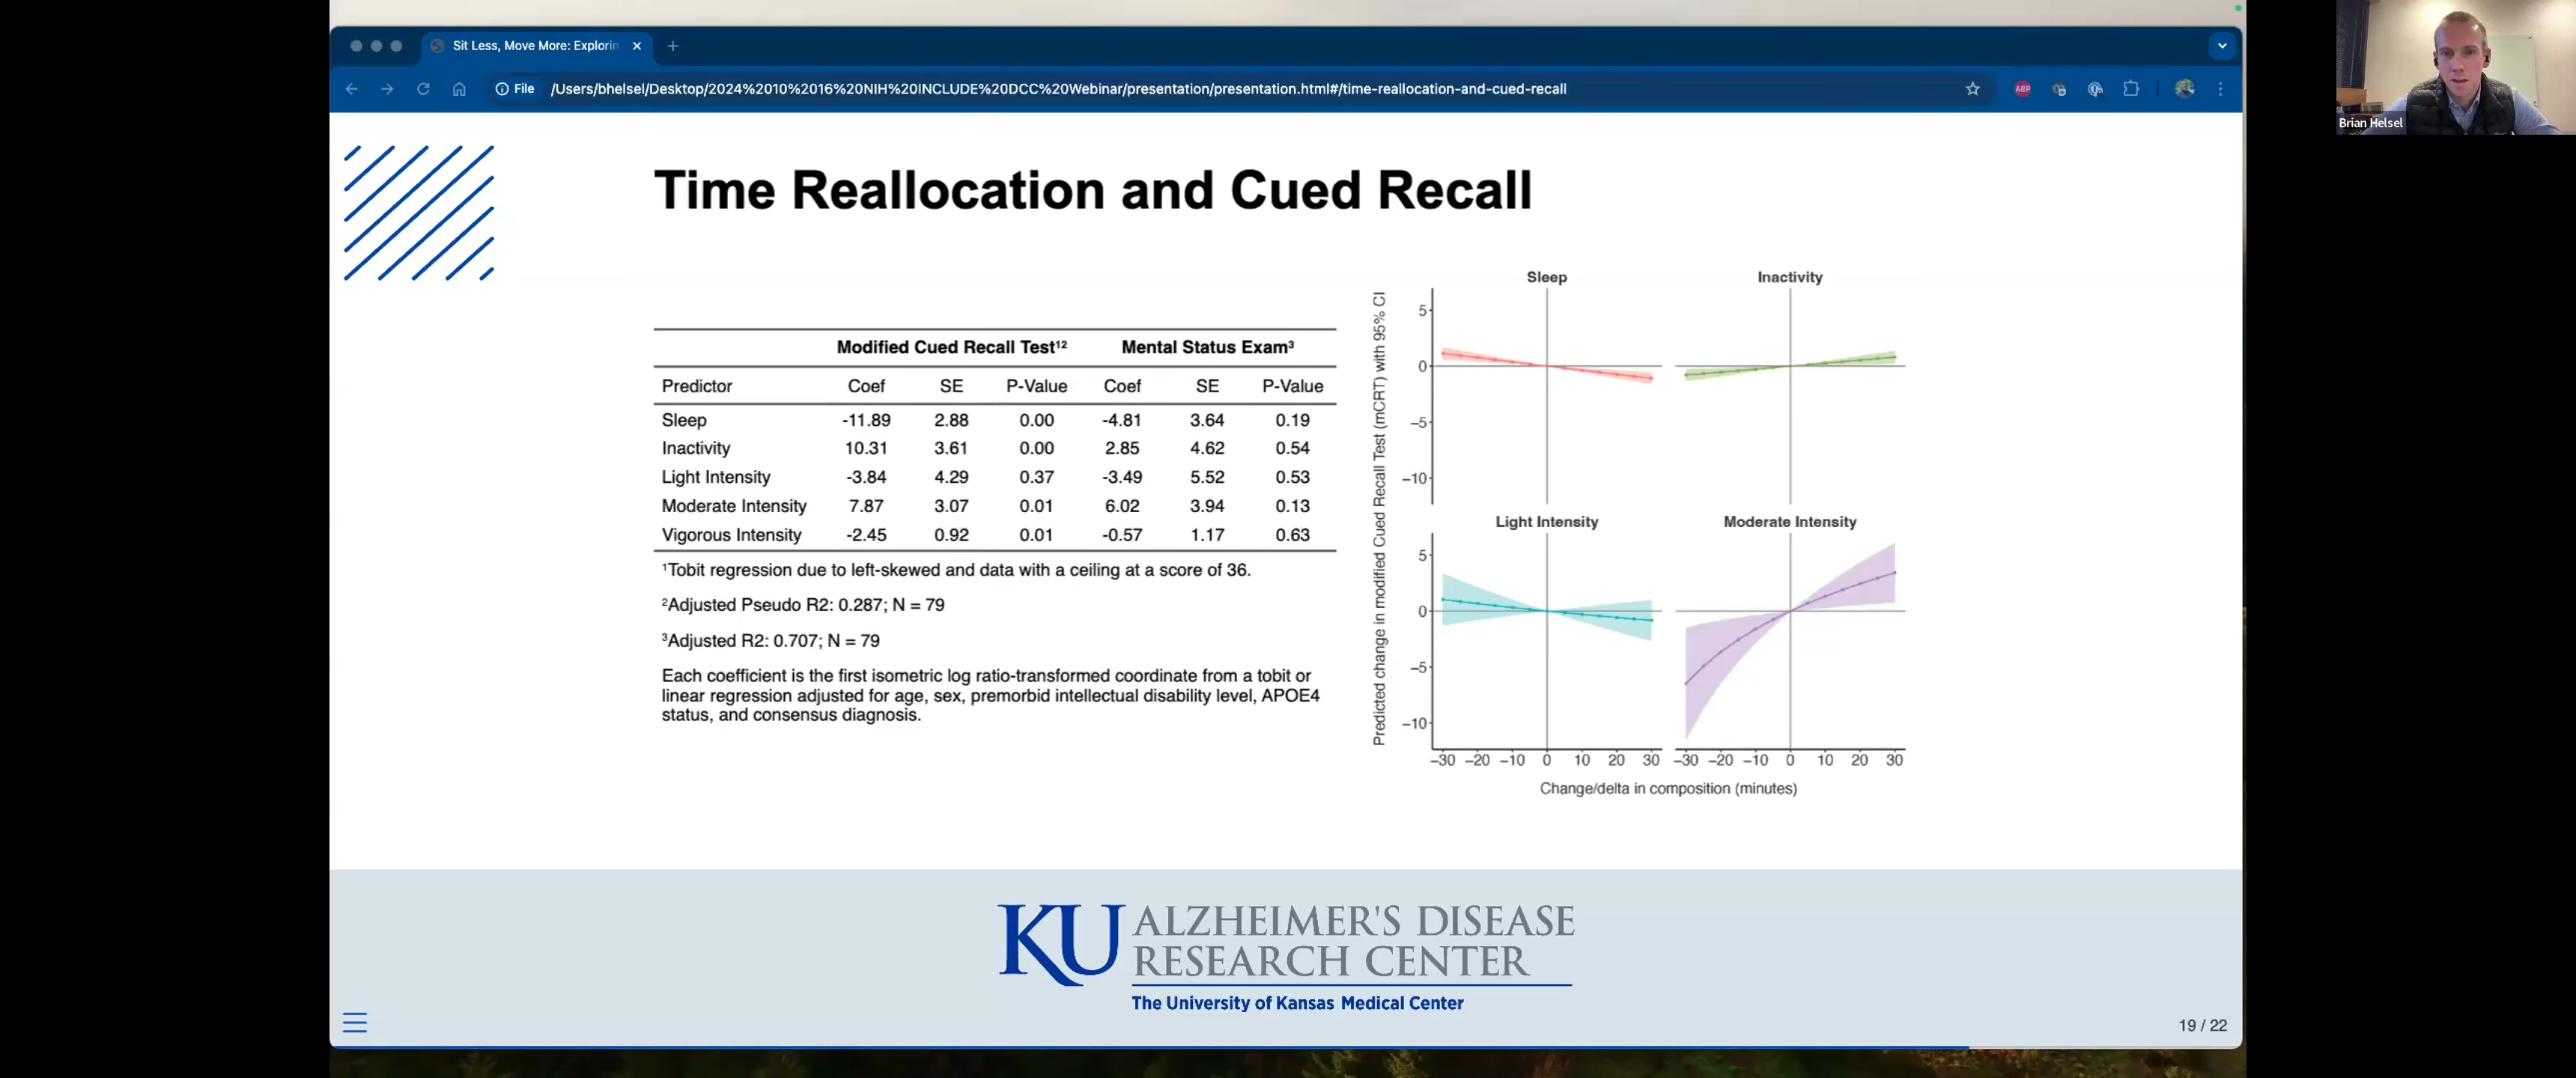 Sit Less, Move More: Explorin
File
/Users/bhelsel/Desktop/2024%2010%2016%20NIH%20INCLUDE%20DCC%20Webinar/presentation/presentation.html#/time-reallocation-and-cued-recall
ABP
Brian Helsel
Time Reallocation and Cued Recall
Modified Cued Recall Test¹² Mental Status Exam³
Predictor Coef SE P-Value Coef SE P-Value
Sleep -11.89 2.88 0.00 -4.81 3.64 0.19
Inactivity 10.31 3.61 0.00 2.85 4.62 0.54
Light Intensity -3.84 4.29 0.37 -3.49 5.52 0.53
Moderate Intensity 7.87 3.07 0.01 6.02 3.94 0.13
Vigorous Intensity -2.45 0.92 0.01 -0.57 1.17 0.63
¹Tobit regression due to left-skewed and data with a ceiling at a score of 36.
²Adjusted Pseudo R2: 0.287; N = 79
³Adjusted R2: 0.707; N = 79
Each coefficient is the first isometric log ratio-transformed coordinate from a tobit or
linear regression adjusted for age, sex, premorbid intellectual disability level, APOE4
status, and consensus diagnosis.
Predicted change in modified Cued Recall Test (mCRT) with 95% CI
Sleep Inactivity
5
0
−5
−10
Light Intensity Moderate Intensity
5
0
−5
−10
−30 −20 −10 0 10 20 30 −30 −20 −10 0 10 20 30
Change/delta in composition (minutes)
KU ALZHEIMER'S DISEASE
RESEARCH CENTER
The University of Kansas Medical Center
19 / 22